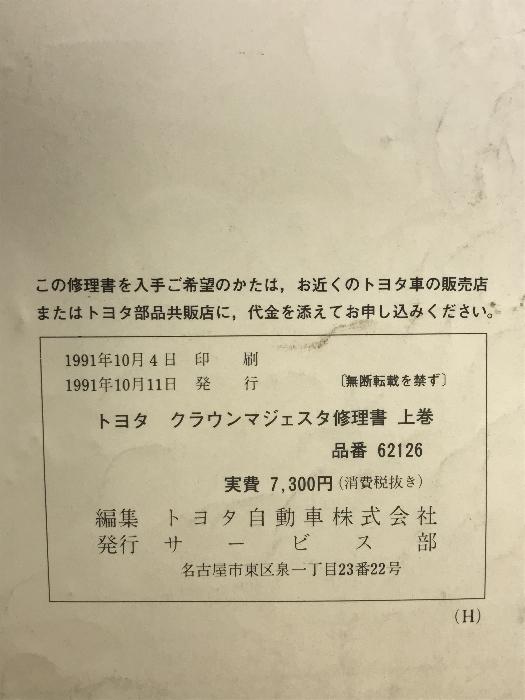 この修理書を入手ご希望のかたは，お近くのトヨタ車の販売店
またはトヨタ部品共販店に，代金を添えてお申し込みください。
1991年10月4日 印 刷
1991年10月11日 発 行 〔無断転載を禁ず〕
トヨタ クラウンマジェスタ修理書 上巻
品番 62126
実費 7,300円（消費税抜き）
編集 トヨタ自動車株式会社
発行 サービス部
名古屋市東区泉一丁目23番22号
(H)